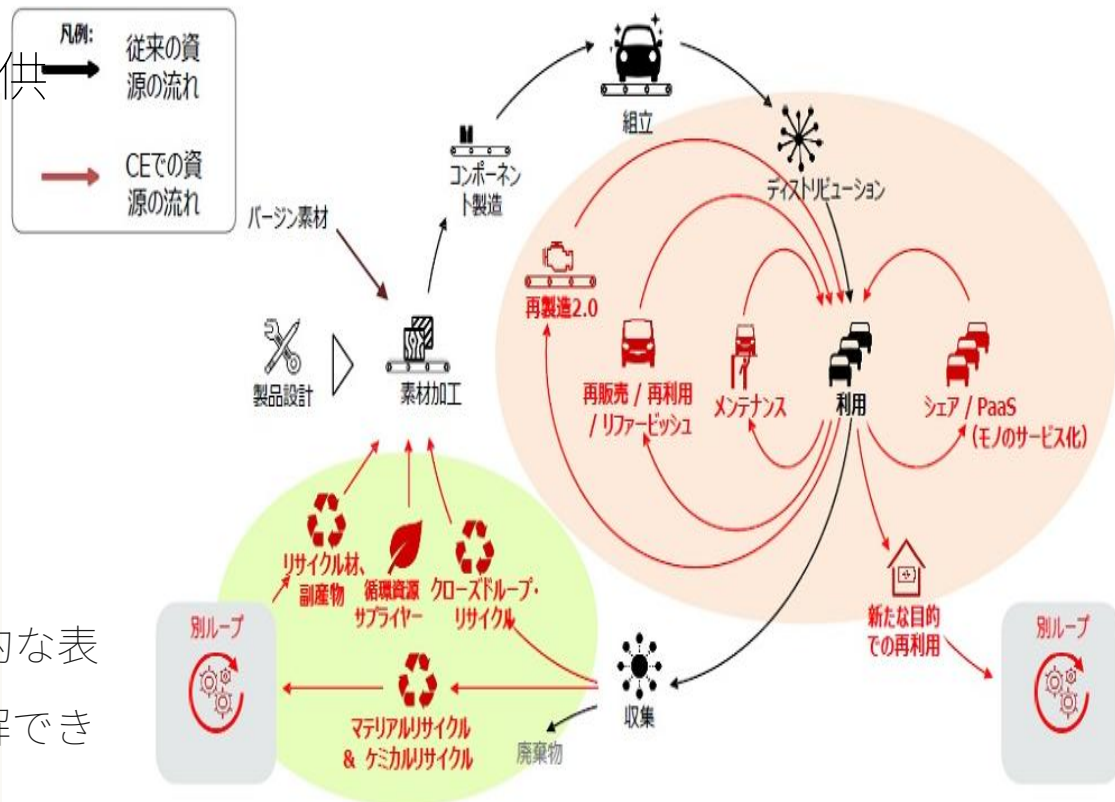 供
凡例:
従来の資
源の流れ
CEでの資
源の流れ
組立
コンポーネン
ト製造
ディストリビューション
バージン素材
再製造2.0
製品設計
素材加工
再販売 / 再利用
/ リファービッシュ
メンテナンス
利用
シェア / PaaS
(モノのサービス化)
リサイクル材、
副産物
循環資源
サプライヤー
クローズドループ・
リサイクル
新たな目的
での再利用
別ループ
別ループ
的な表
解でき
マテリアルリサイクル
& ケミカルリサイクル
収集
廃棄物